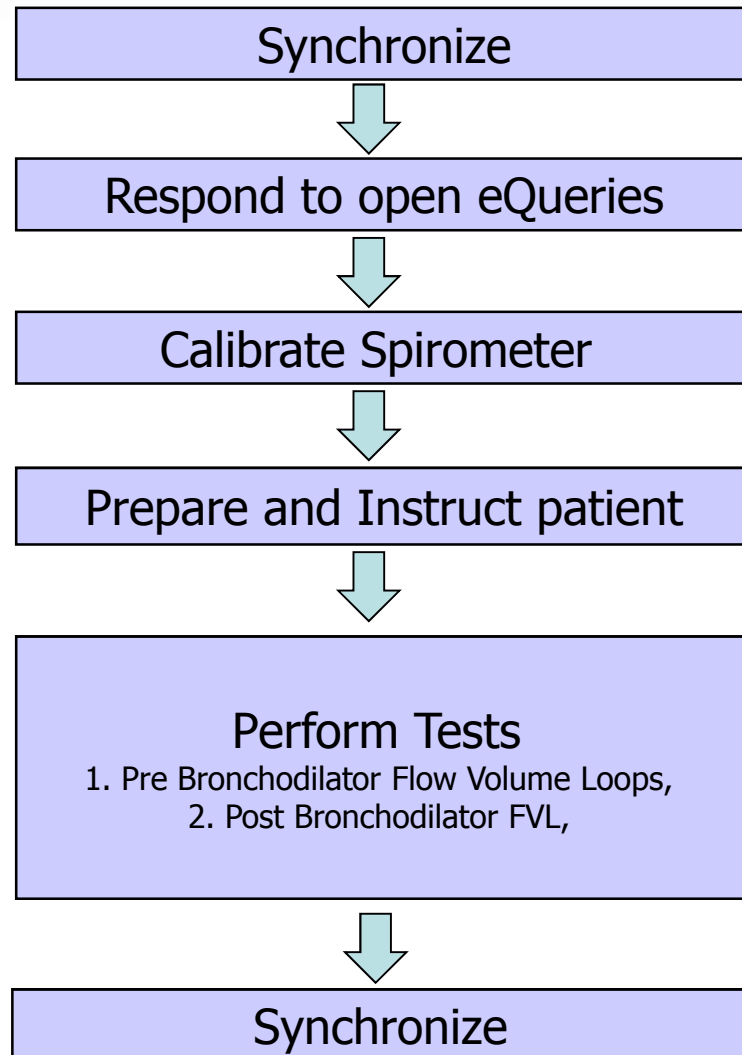 Synchronize
Respond to open eQueries
Calibrate Spirometer
Prepare and Instruct patient
Perform Tests
1. Pre Bronchodilator Flow Volume Loops,
2. Post Bronchodilator FVL,
Synchronize